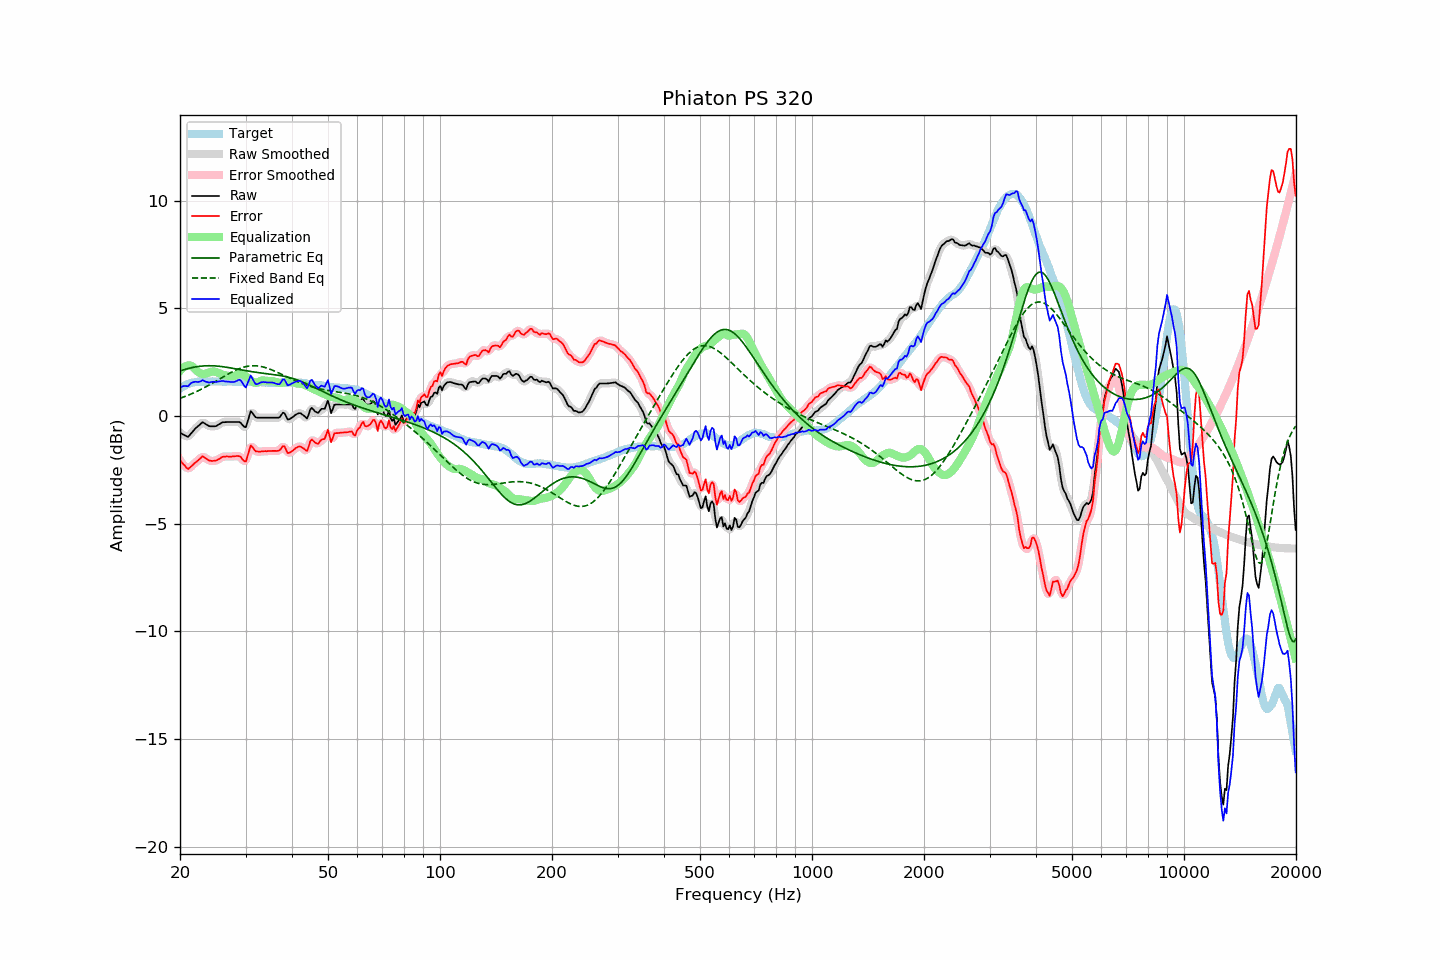 Phiaton PS 320
Target
Raw Smoothed
Error Smoothed
Raw
Error
Equalization
Parametric Eq
Fixed Band Eq
Equalized
Amplitude (dBr)
10
5
0
−5
−10
−15
−20
20 50 100 200 500 1000 2000 5000 10000 20000
Frequency (Hz)